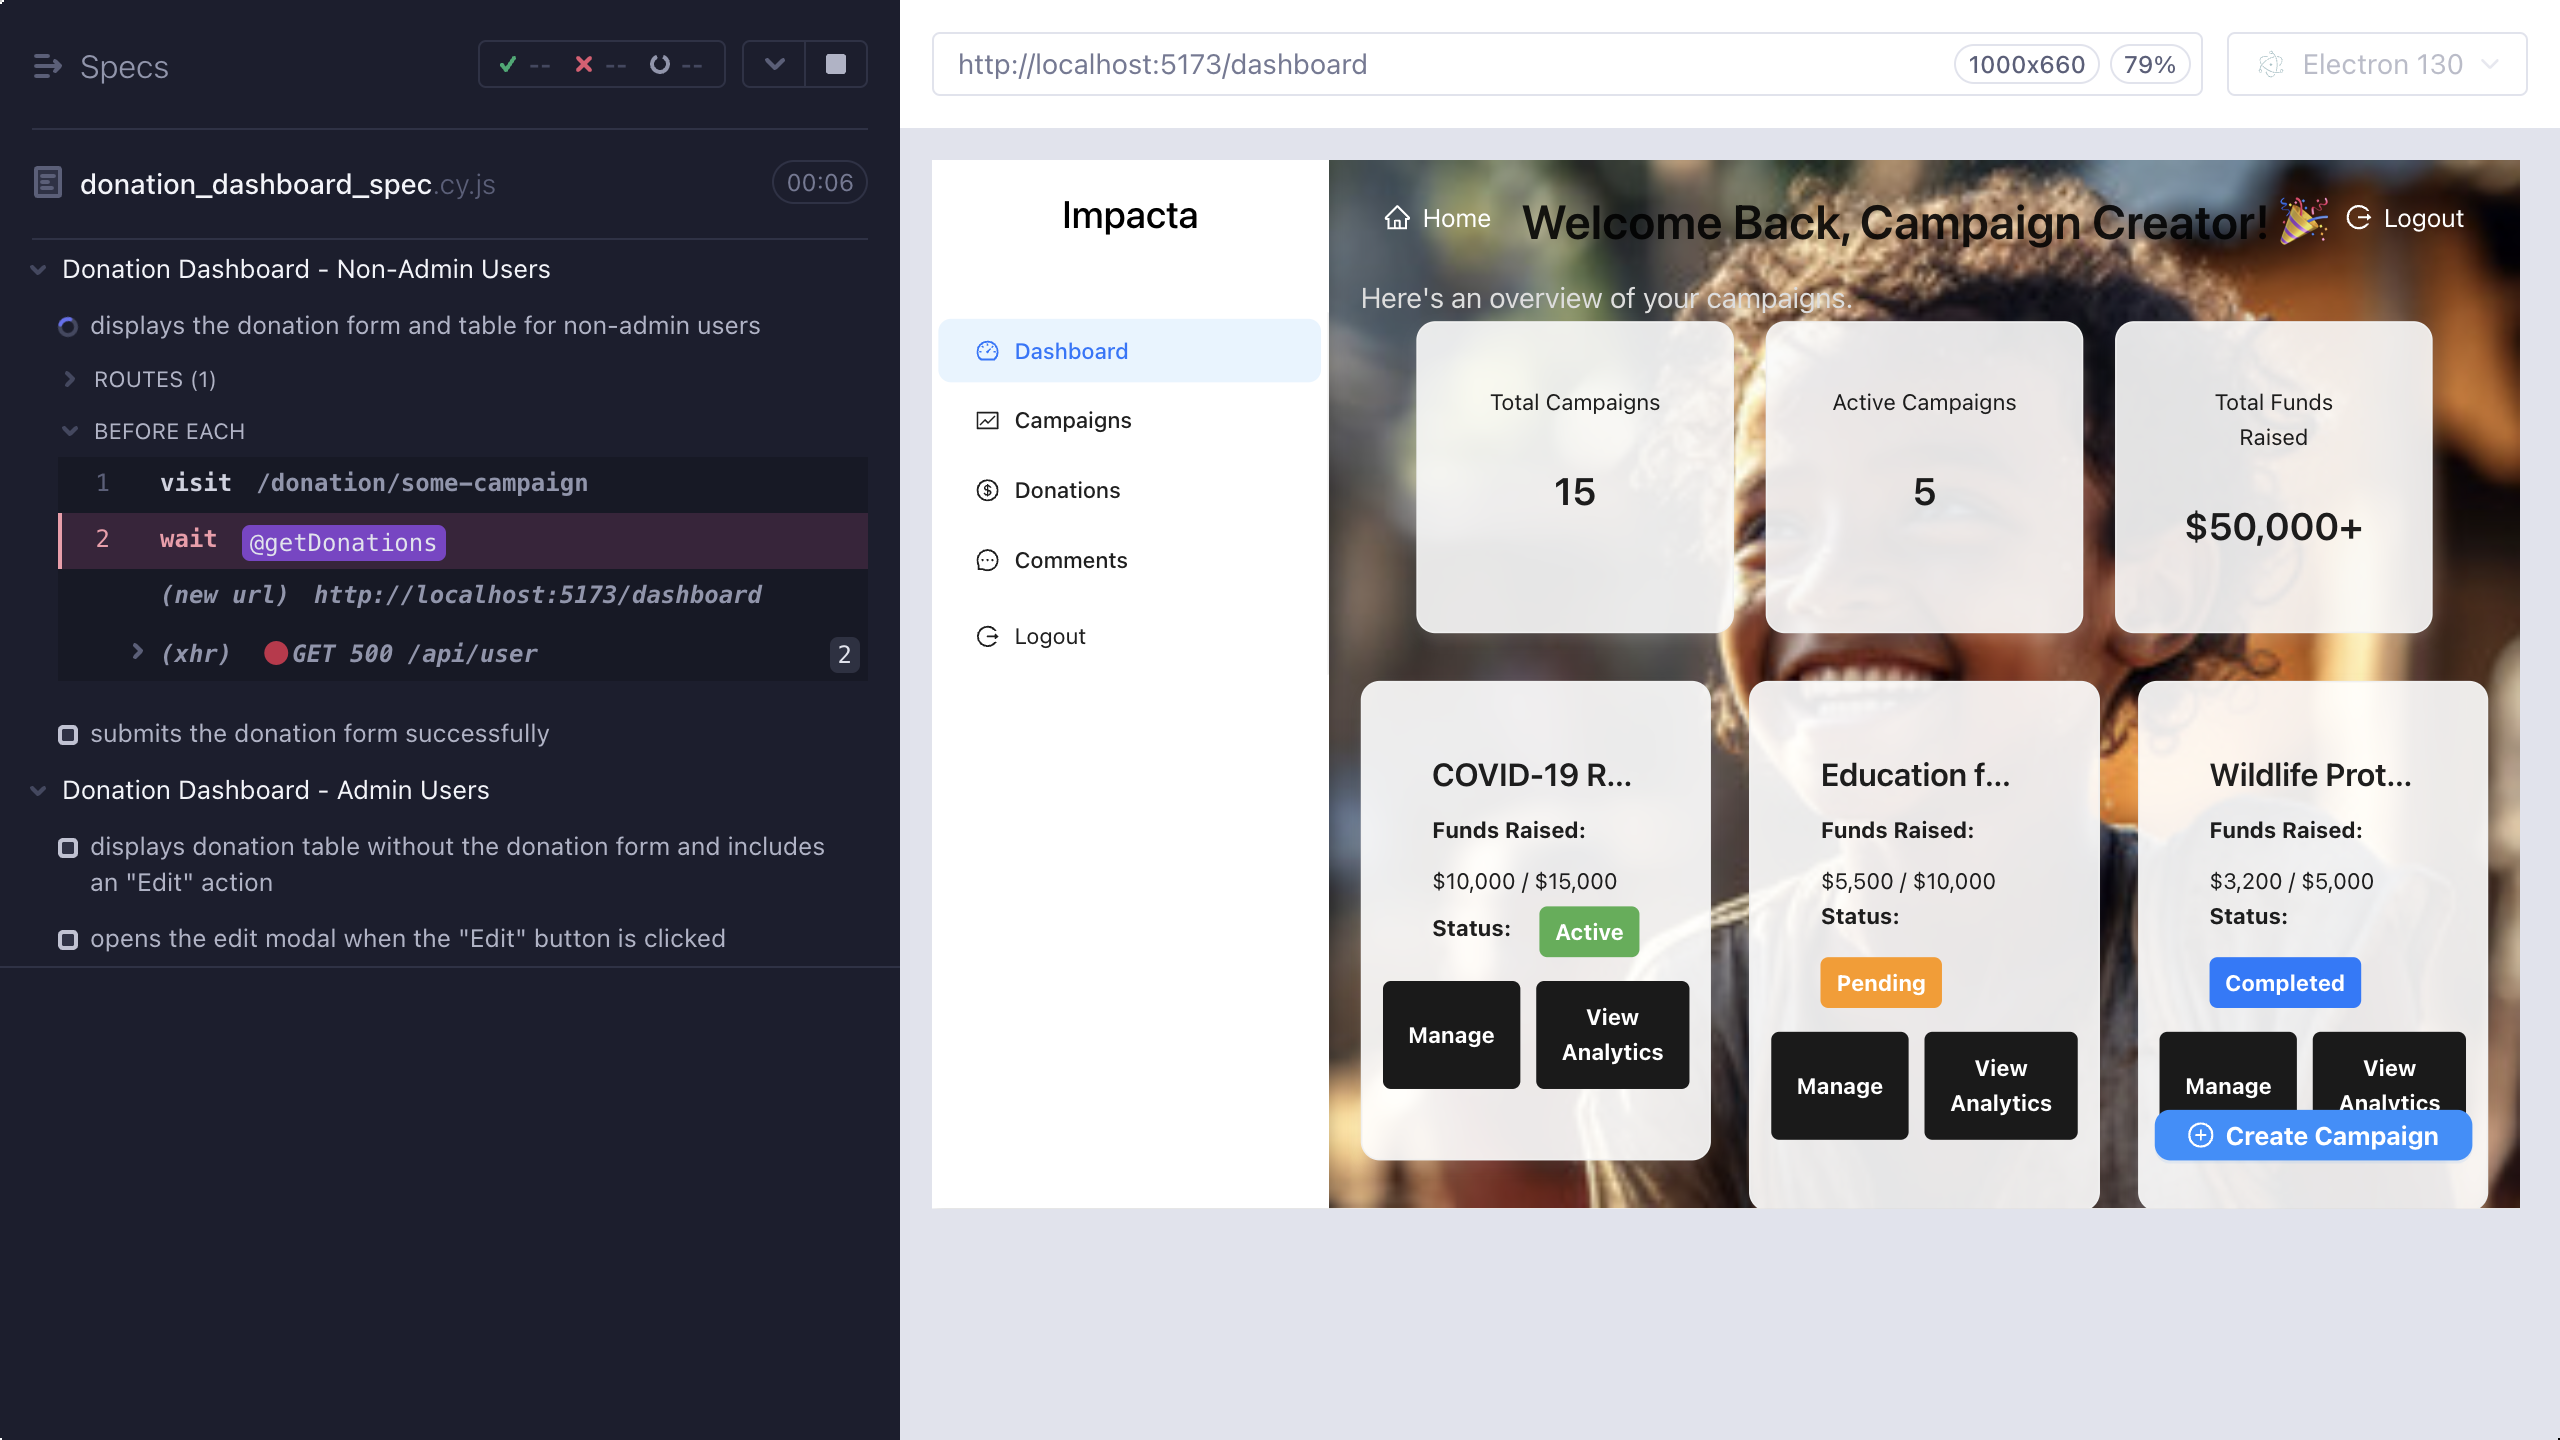 Specs
-- -- --
donation_dashboard_spec.cy.js
00:06
Donation Dashboard - Non-Admin Users
displays the donation form and table for non-admin users
ROUTES (1)
BEFORE EACH
1 visit /donation/some-campaign
2 wait @getDonations
(new url) http://localhost:5173/dashboard
(xhr) GET 500 /api/user 2
submits the donation form successfully
Donation Dashboard - Admin Users
displays donation table without the donation form and includes
an "Edit" action
opens the edit modal when the "Edit" button is clicked
http://localhost:5173/dashboard
1000x660
79%
Electron 130
Impacta
Dashboard
Campaigns
Donations
Comments
Logout
Home
Welcome Back, Campaign Creator! 🎉
Logout
Here's an overview of your campaigns.
Total Campaigns
15
Active Campaigns
5
Total Funds
Raised
$50,000+
COVID-19 R...
Funds Raised:
$10,000 / $15,000
Status: Active
Manage
View
Analytics
Education f...
Funds Raised:
$5,500 / $10,000
Status:
Pending
Manage
View
Analytics
Wildlife Prot...
Funds Raised:
$3,200 / $5,000
Status:
Completed
Manage
View
Analytics
Create Campaign